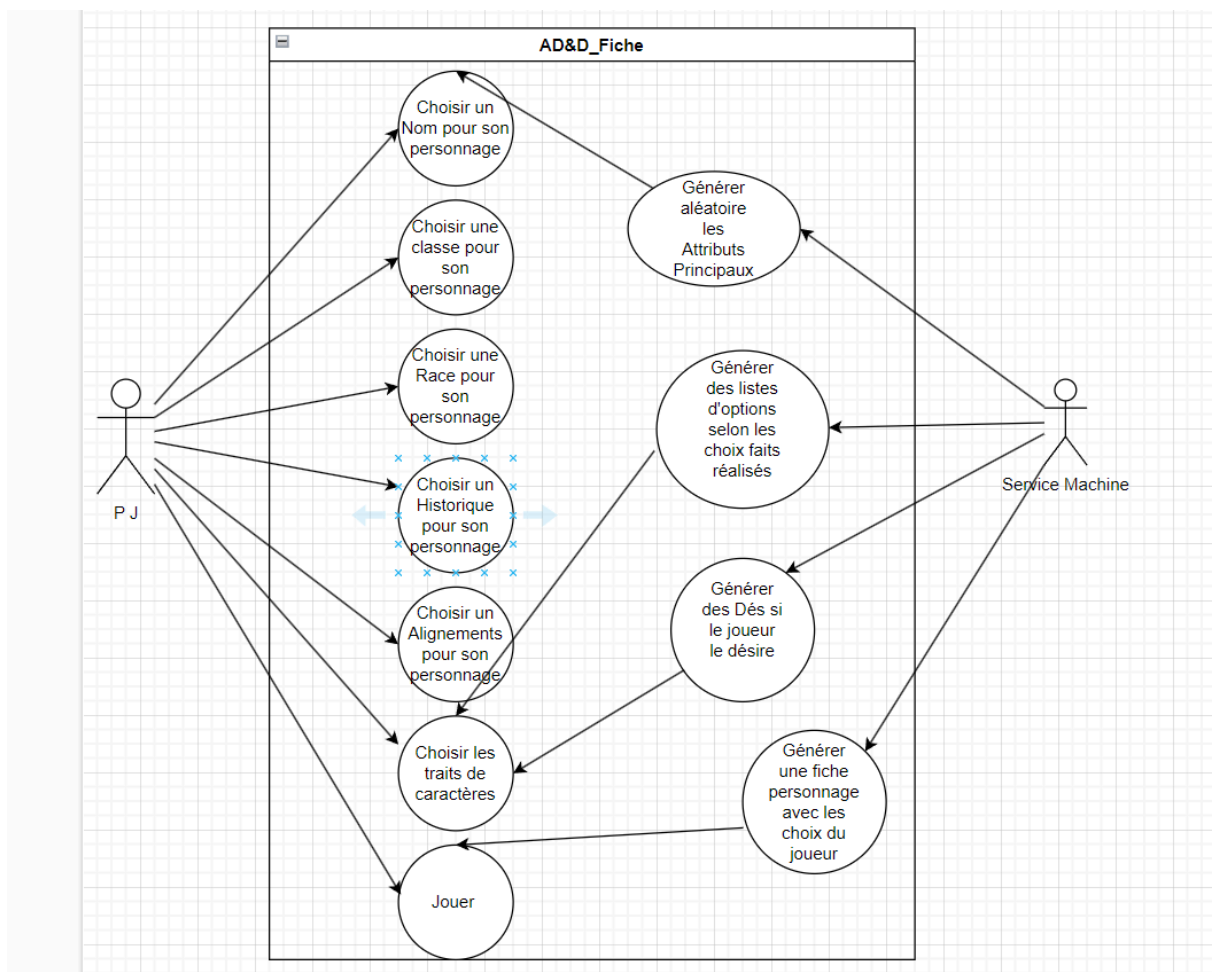 AD&D_Fiche
Choisir un
Nom pour son
personnage
Choisir une
classe pour
son
personnage
Choisir une
Race pour
son
personnage
Choisir un
Historique
pour son
personnage
Choisir un
Alignements
pour son
personnage
Choisir les
traits de
caractères
Jouer
Générer
aléatoire
les
Attributs
Principaux
Générer
des listes
d'options
selon les
choix faits
réalisés
Générer
des Dés si
le joueur
le désire
Générer
une fiche
personnage
avec les
choix du
joueur
P J
Service Machine